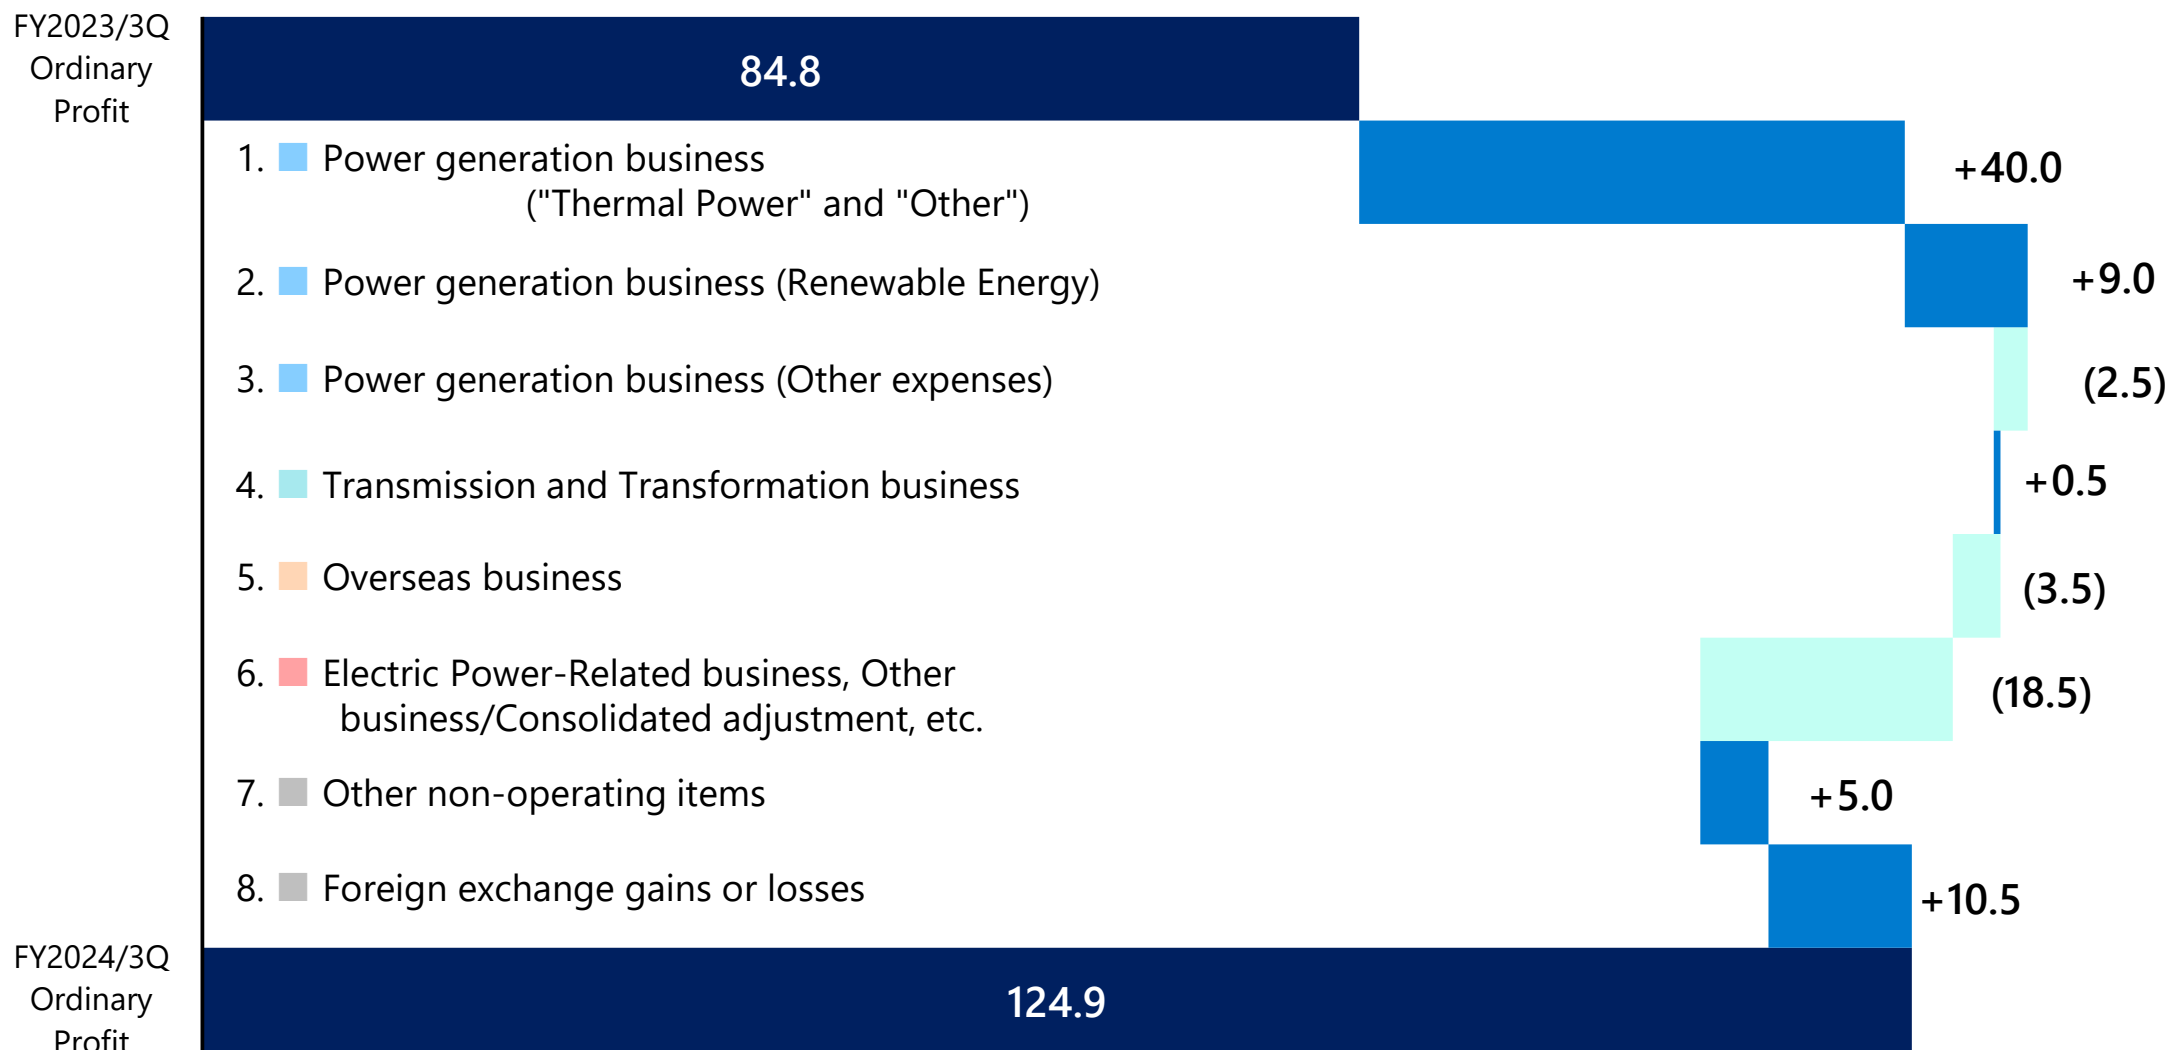 FY2023/3Q
Ordinary
Profit
84.8
1. Power generation business
("Thermal Power" and "Other")
+40.0
2. Power generation business (Renewable Energy)
+9.0
3. Power generation business (Other expenses)
(2.5)
4. Transmission and Transformation business
+0.5
5. Overseas business
(3.5)
6. Electric Power-Related business, Other
business/Consolidated adjustment, etc.
(18.5)
7. Other non-operating items
+5.0
8. Foreign exchange gains or losses
+10.5
FY2024/3Q
Ordinary
Profit
124.9